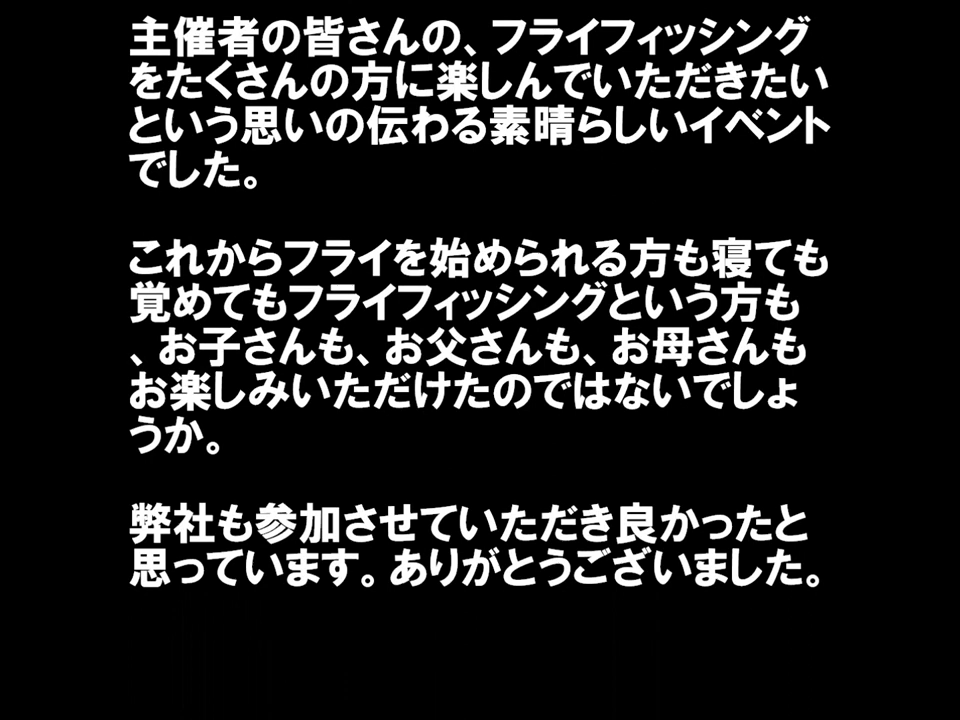 主催者の皆さんの、フライフィッシング
をたくさんの方に楽しんでいただきたい
という思いの伝わる素晴らしいイベント
でした。
これからフライを始められる方も寝ても
覚めてもフライフィッシングという方も
、お子さんも、お父さんも、お母さんも
お楽しみいただけたのではないでしょ
うか。
弊社も参加させていただき良かったと
思っています。ありがとうございました。